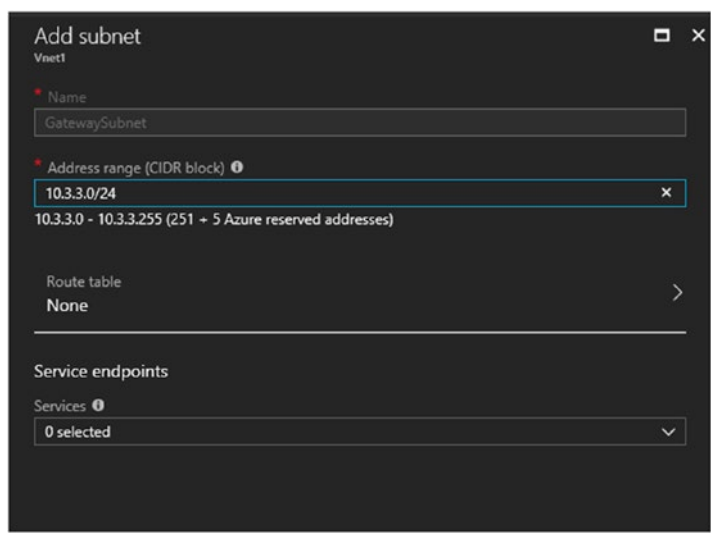 Add subnet
Vnet1
* Name
GatewaySubnet
* Address range (CIDR block)
10.3.3.0/24
10.3.3.0 - 10.3.3.255 (251 + 5 Azure reserved addresses)
Route table
None
Service endpoints
Services
0 selected